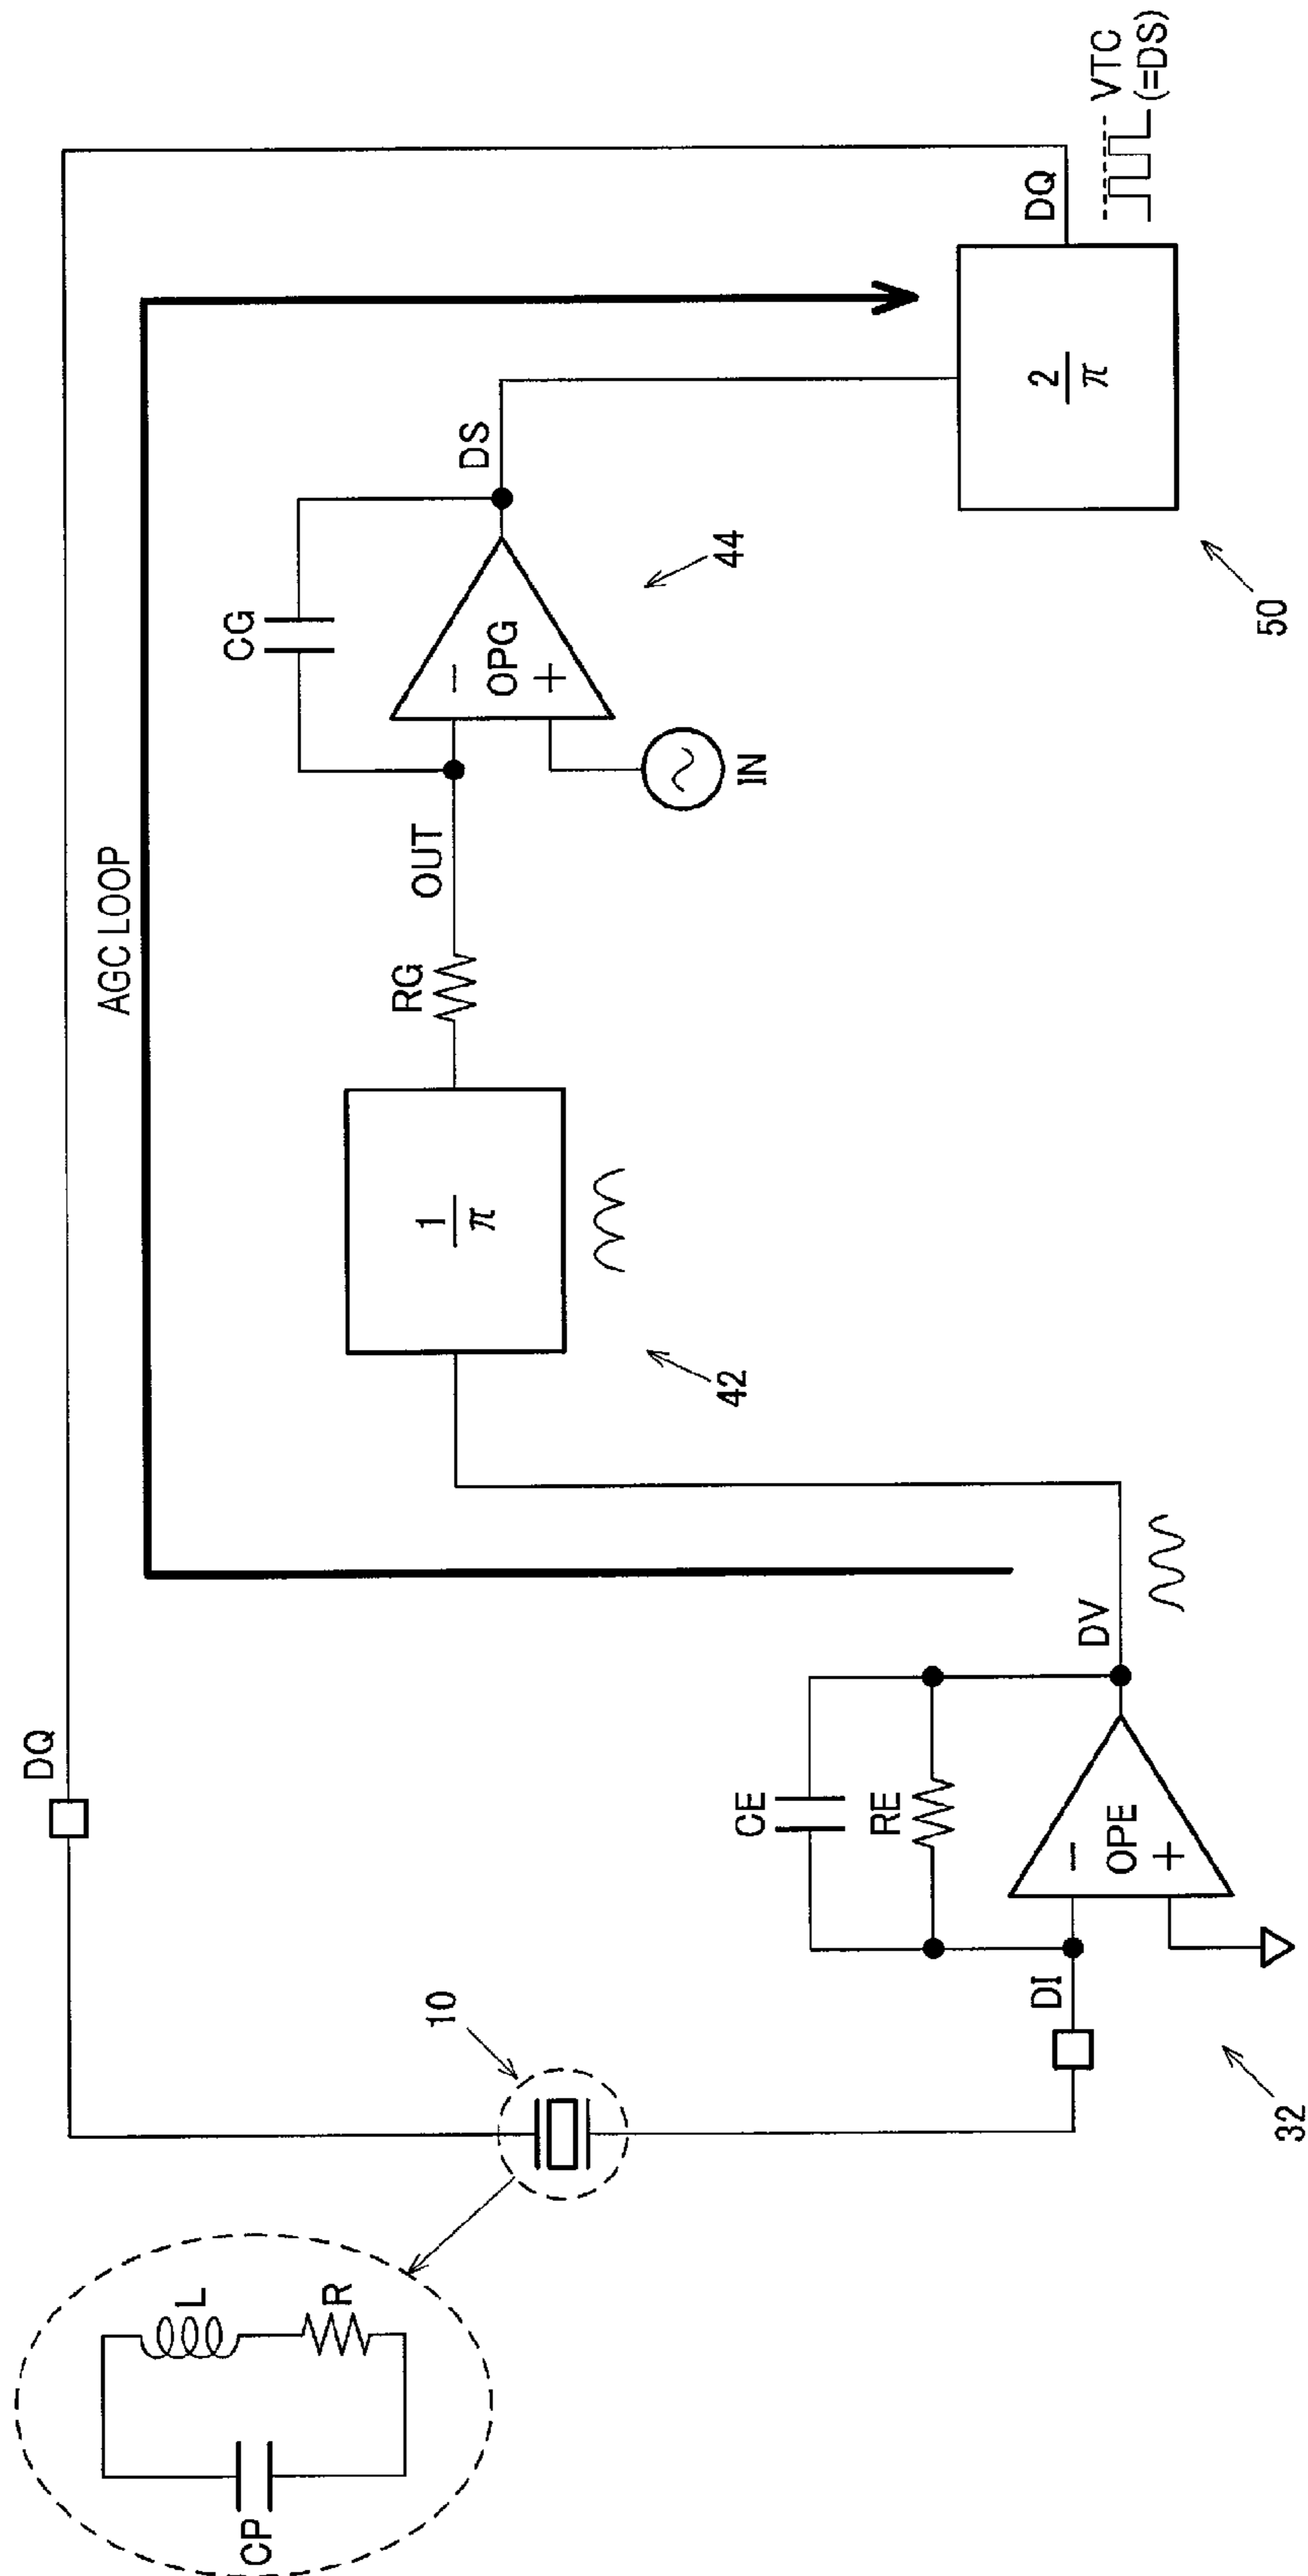 DQ
AGC LOOP
10
CP
L
R
DI
CE
RE
−
OPE
+
32
DV
1
π
42
RG
OUT
CG
−
OPG
+
IN
44
DS
2
π
50
DQ
VTC
(=DS)